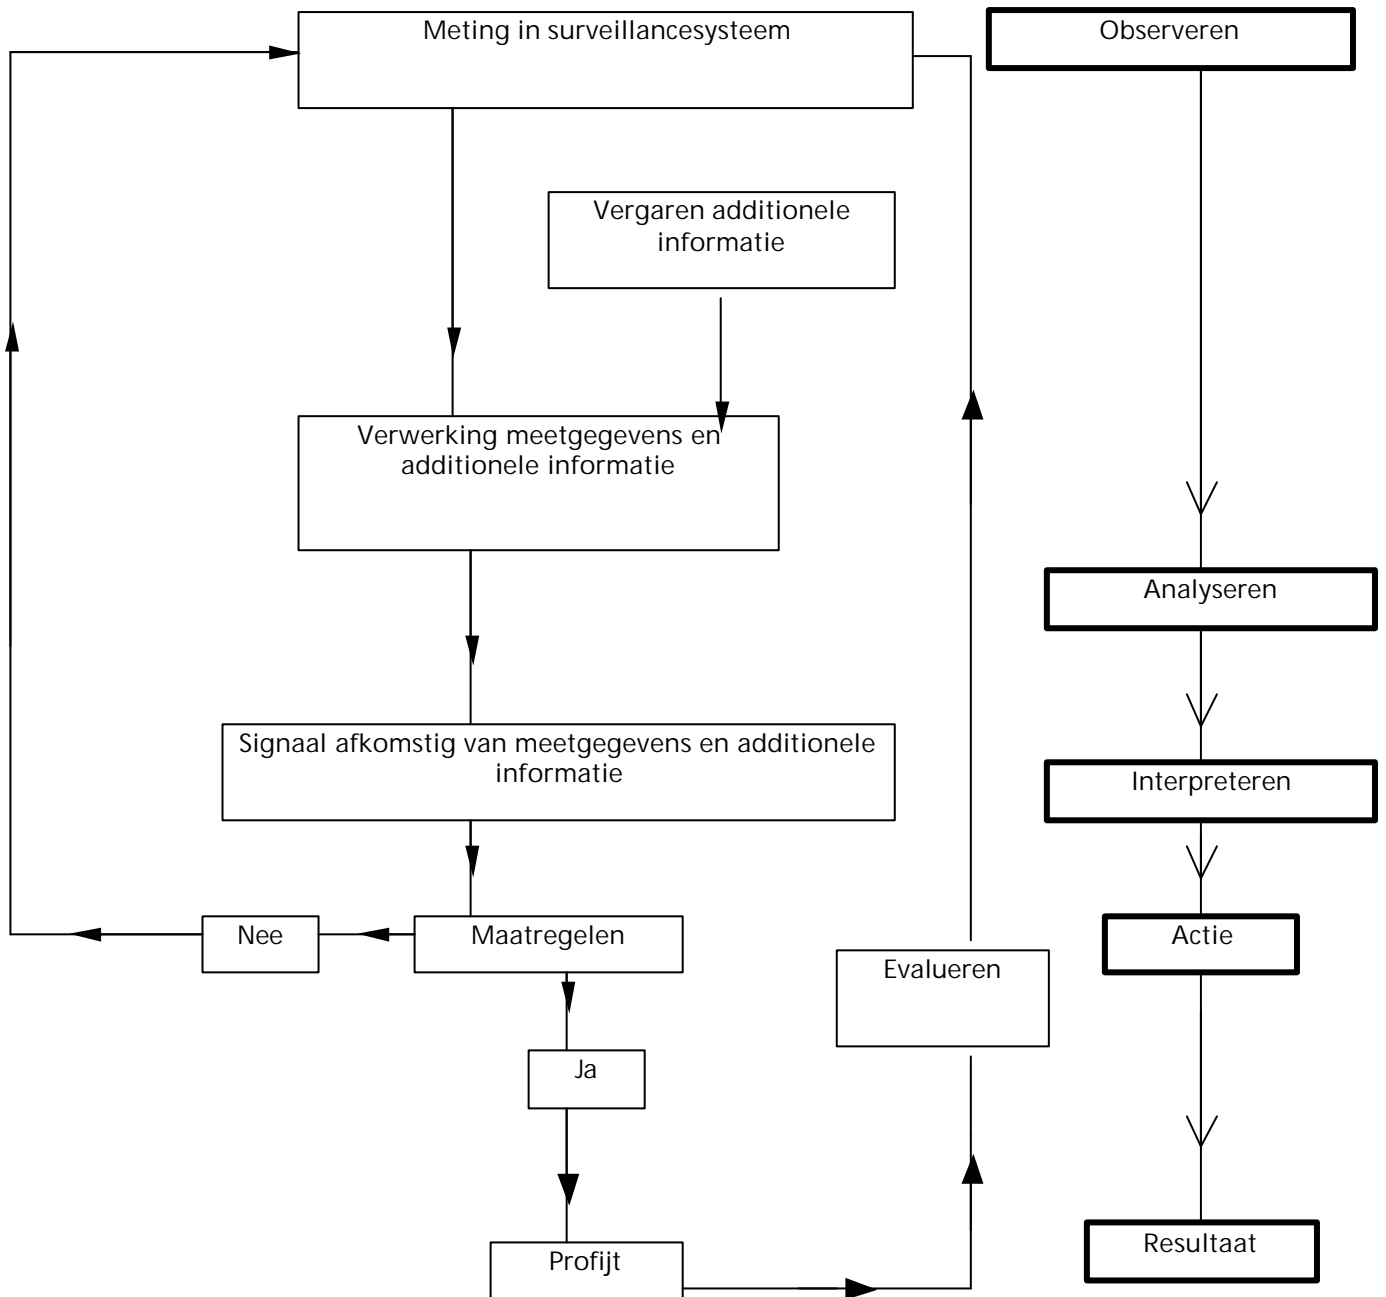 Meting in surveillancesysteem
Observeren
Vergaren additionele
informatie
Verwerking meetgegevens en
additionele informatie
Analyseren
Signaal afkomstig van meetgegevens en additionele
informatie
Interpreteren
Nee
Maatregelen
Actie
Evalueren
Ja
Profijt
Resultaat